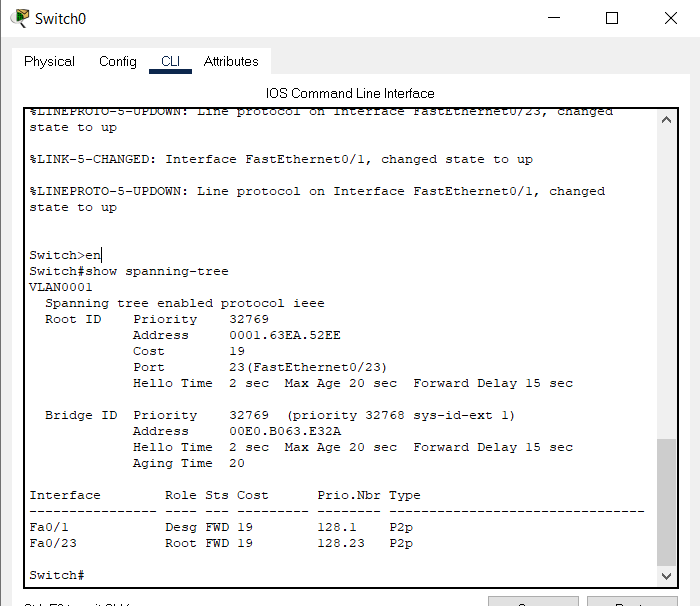 Switch0
Physical Config CLI Attributes
IOS Command Line Interface
%LINEPROTO-5-UPDOWN: Line protocol on Interface FastEthernet0/23, changed
state to up
%LINK-5-CHANGED: Interface FastEthernet0/1, changed state to up
%LINEPROTO-5-UPDOWN: Line protocol on Interface FastEthernet0/1, changed
state to up
Switch>en
Switch#show spanning-tree
VLAN0001
  Spanning tree enabled protocol ieee
  Root ID    Priority    32769
             Address     0001.63EA.52EE
             Cost        19
             Port        23(FastEthernet0/23)
             Hello Time  2 sec  Max Age 20 sec  Forward Delay 15 sec
  Bridge ID  Priority    32769  (priority 32768 sys-id-ext 1)
             Address     00E0.B063.E32A
             Hello Time  2 sec  Max Age 20 sec  Forward Delay 15 sec
             Aging Time  20
Interface        Role Sts Cost      Prio.Nbr Type
---------------- ---- --- --------- -------- --------------------------------
Fa0/1            Desg FWD 19        128.1    P2p
Fa0/23           Root FWD 19        128.23   P2p
Switch#